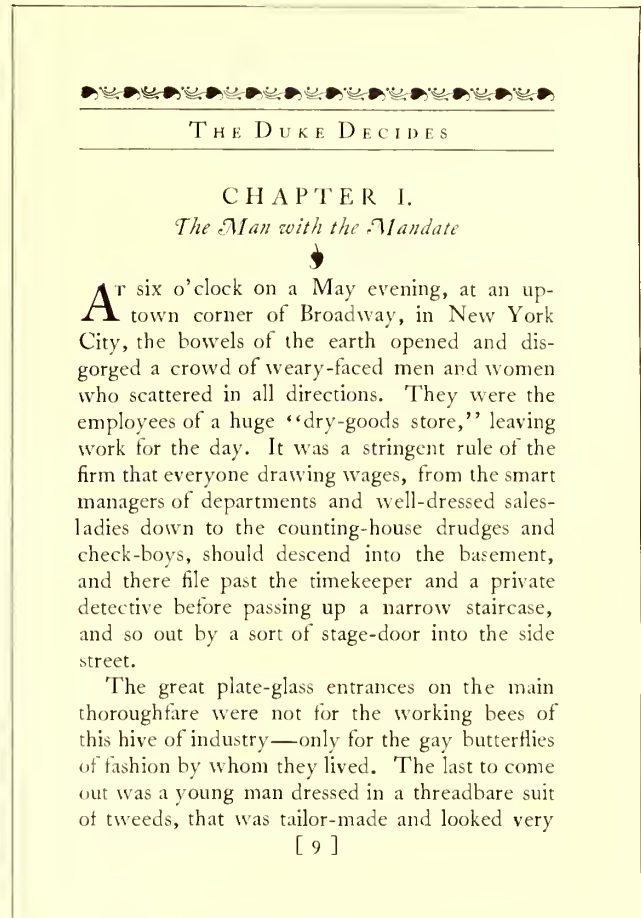 The Duke Decides
CHAPTER I.
The Man with the Mandate
At six o’clock on a May evening, at an up-
town corner of Broadway, in New York
City, the bowels of the earth opened and dis-
gorged a crowd of weary-faced men and women
who scattered in all directions. They were the
employees of a huge “dry-goods store,” leaving
work for the day. It was a stringent rule of the
firm that everyone drawing wages, from the smart
managers of departments and well-dressed sales-
ladies down to the counting-house drudges and
check-boys, should descend into the basement,
and there file past the timekeeper and a private
detective before passing up a narrow staircase,
and so out by a sort of stage-door into the side
street.
The great plate-glass entrances on the main
thoroughfare were not for the working bees of
this hive of industry—only for the gay butterflies
of fashion by whom they lived. The last to come
out was a young man dressed in a threadbare suit
of tweeds, that was tailor-made and looked very
[ 9 ]